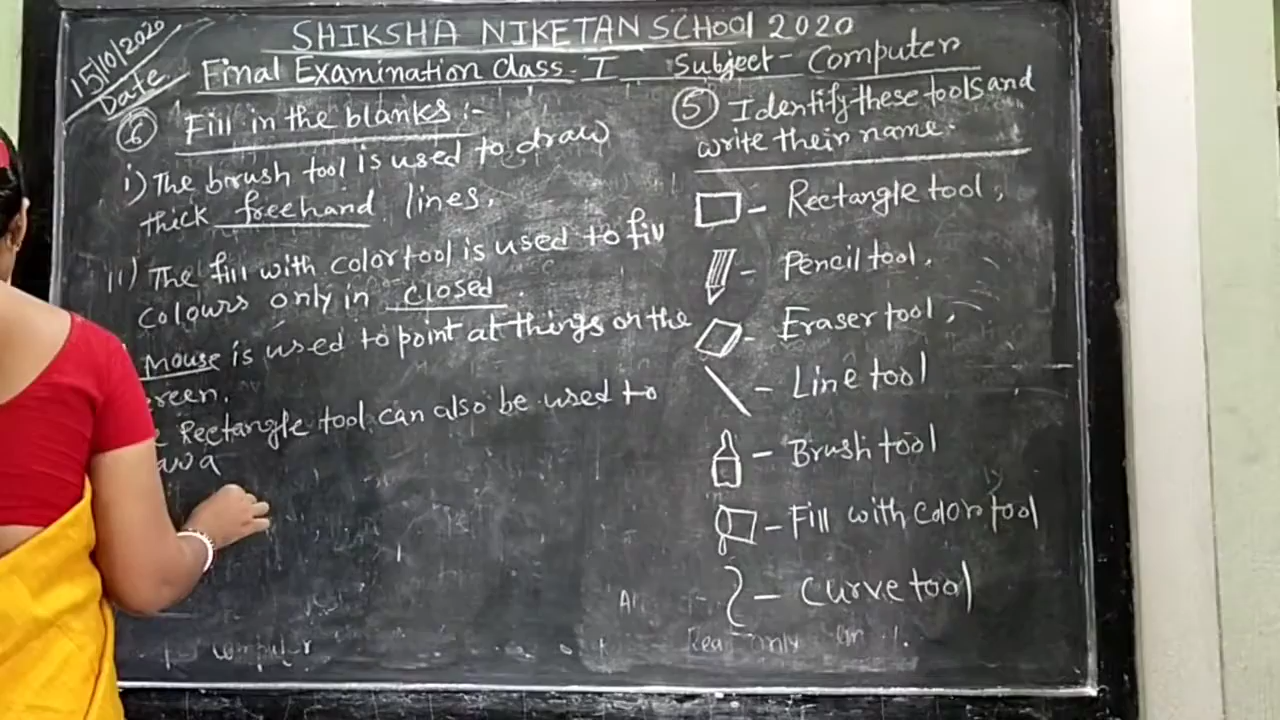 15/10/2020
Date
SHIKSHA NIKETAN SCHOOL 2020
Final Examination class - I Subject - Computer
6 Fill in the blanks :-
i) The brush tool is used to draw
thick freehand lines.
ii) The fill with color tool is used to fill
colours only in closed.
Mouse is used to point at things on the
reen.
Rectangle tool can also be used to
a
5 Identify these tools and
write their name.
- Rectangle tool,
- Pencil tool.
- Eraser tool,
- Line tool
- Brush tool
- Fill with color tool
- Curve tool